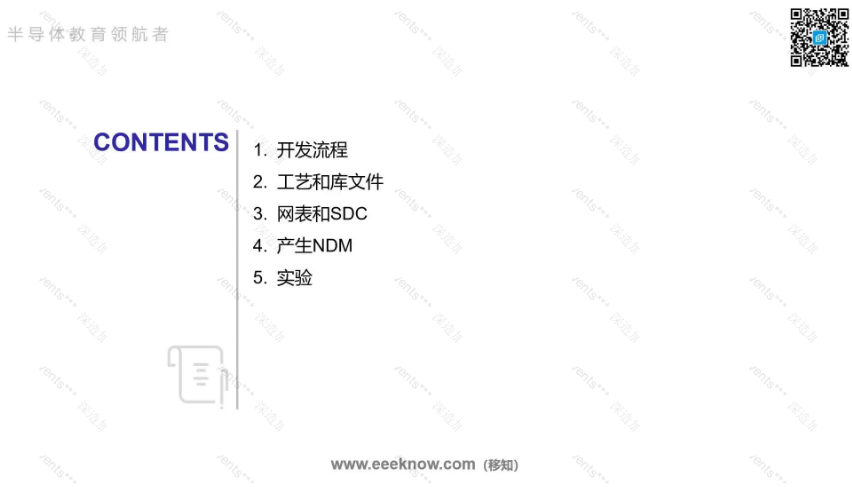 半导体教育领航者
CONTENTS
1. 开发流程
2. 工艺和库文件
3. 网表和SDC
4. 产生NDM
5. 实验
www.eeeknow.com（移知）